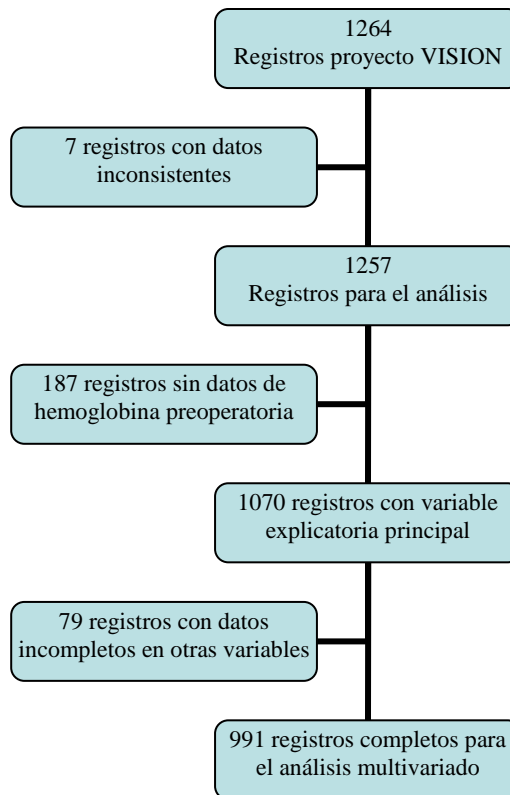 1264
Registros proyecto VISION
7 registros con datos
inconsistentes
1257
Registros para el análisis
187 registros sin datos de
hemoglobina preoperatoria
1070 registros con variable
explicatoria principal
79 registros con datos
incompletos en otras variables
991 registros completos para
el análisis multivariado